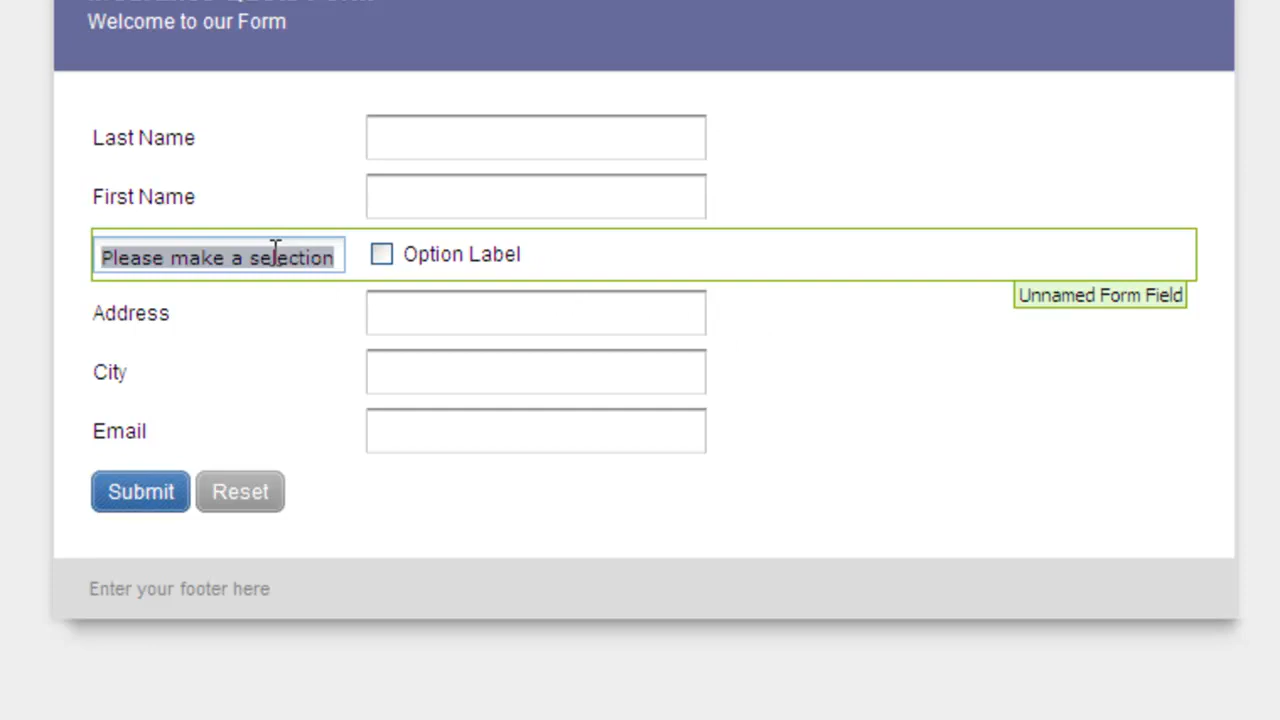 Welcome to our Form
Last Name
First Name
Please make a selection
Option Label
Unnamed Form Field
Address
City
Email
Submit Reset
Enter your footer here